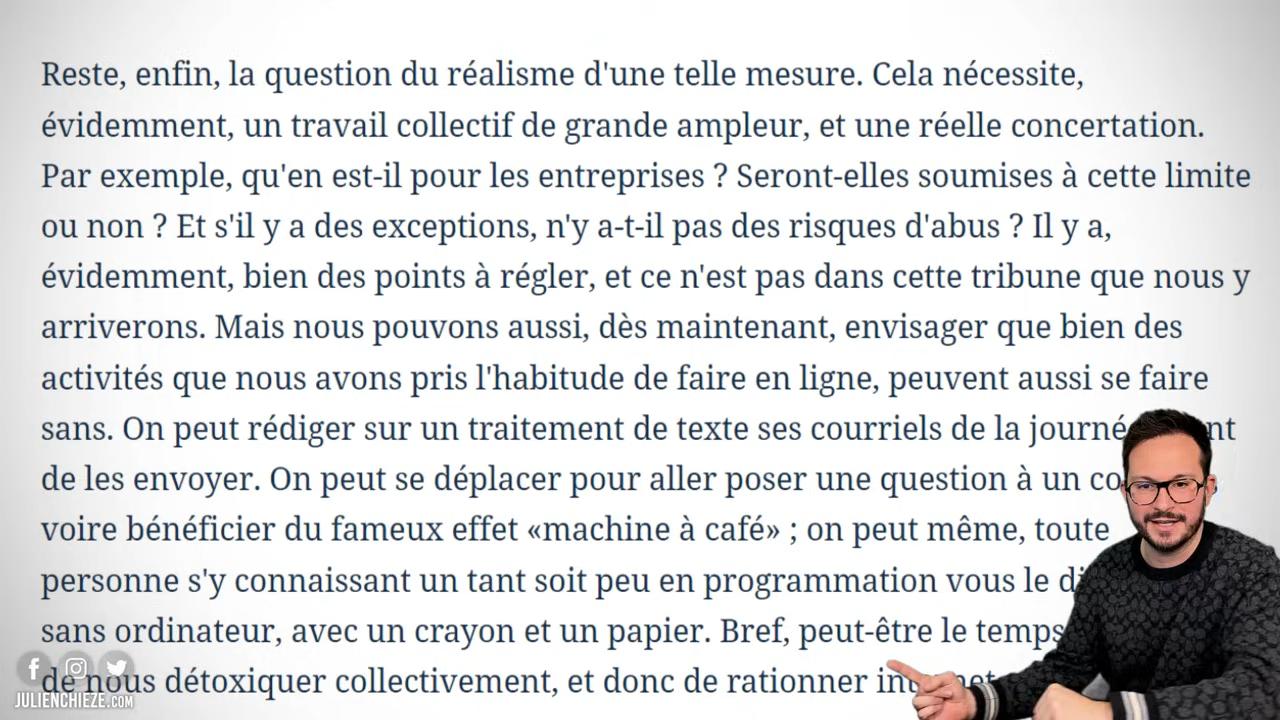 Reste, enfin, la question du réalisme d'une telle mesure. Cela nécessite,
évidemment, un travail collectif de grande ampleur, et une réelle concertation.
Par exemple, qu'en est-il pour les entreprises ? Seront-elles soumises à cette limite
ou non ? Et s'il y a des exceptions, n'y a-t-il pas des risques d'abus ? Il y a,
évidemment, bien des points à régler, et ce n'est pas dans cette tribune que nous y
arriverons. Mais nous pouvons aussi, dès maintenant, envisager que bien des
activités que nous avons pris l'habitude de faire en ligne, peuvent aussi se faire
sans. On peut rédiger sur un traitement de texte ses courriels de la
de les envoyer. On peut se déplacer pour aller poser une question à un
voire bénéficier du fameux effet «machine à café» ; on peut même, toute
personne s'y connaissant un tant soit peu en programmation vous le
sans ordinateur, avec un crayon et un papier. Bref, peut-être le temps
de nous détoxiquer collectivement, et donc de rationner
JULIENCHIEZE.com